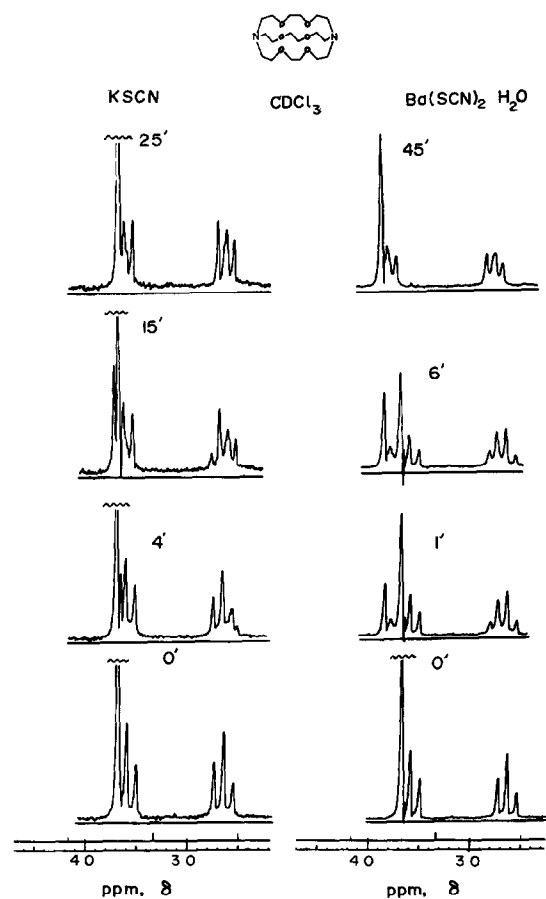 N N
KSCN CDCl3 Ba(SCN)2 H2O
25' 45'
15' 6'
4' 1'
0' 0'
4.0 3.0 4.0 3.0
ppm, δ ppm, δ